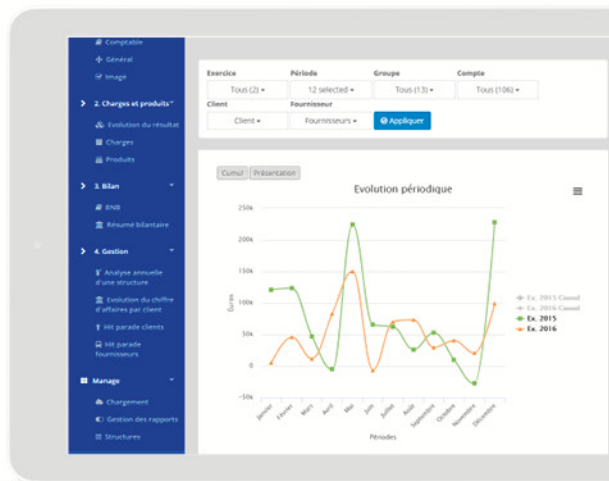 Comptable
Général
Imagé
2. Charges et produits
Evolution du résultat
Charges
Produits
3. Bilan
BNB
Résumé bilantaire
4. Gestion
Analyse annuelle
d'une structure
Evolution du chiffre
d'affaires par client
Hit parade clients
Hit parade
fournisseurs
Manage
Chargement
Gestion des rapports
Structures
Exercice Période Groupe Compte
Tous (2) 12 selected Tous (13) Tous (106)
Client Fournisseur
Client Fournisseurs Appliquer
Cumul Présentation
Evolution périodique
250k
200k
150k
100k
50k
0
-50k
Euros
Janvier Février Mars Avril Mai Juin Juillet Août Septembre Octobre Novembre Décembre
Périodes
Ex. 2015 Cumul
Ex. 2016 Cumul
Ex. 2015
Ex. 2016